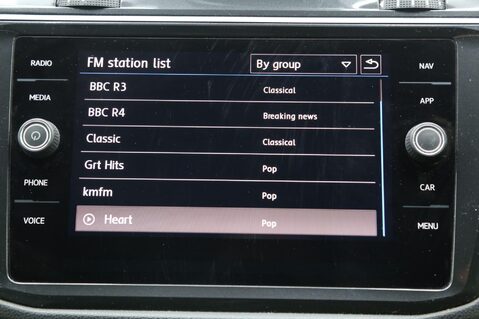 RADIO
MEDIA
PHONE
VOICE
FM station list By group
BBC R3 Classical
BBC R4 Breaking news
Classic Classical
Grt Hits Pop
kmfm Pop
Heart Pop
NAV
APP
CAR
MENU